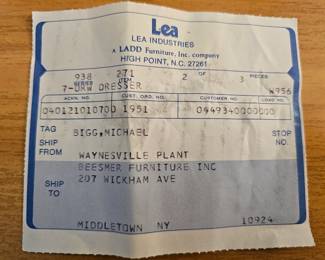 Lea
LEA INDUSTRIES
A LADD Furniture, Inc. company
HIGH POINT, N.C. 27261
938 271 2 OF 3 PIECES
SERIES ITEM
7-DRW DRESSER W956
ACKN. NO. CUST. ORD. NO. CUSTOMER NO. LOAD NO.
040121010700 1951 0449340000000
TAG BIGG,MICHAEL STOP NO.
SHIP FROM WAYNESVILLE PLANT
BEESMER FURNITURE INC
SHIP TO 207 WICKHAM AVE
MIDDLETOWN NY 10924